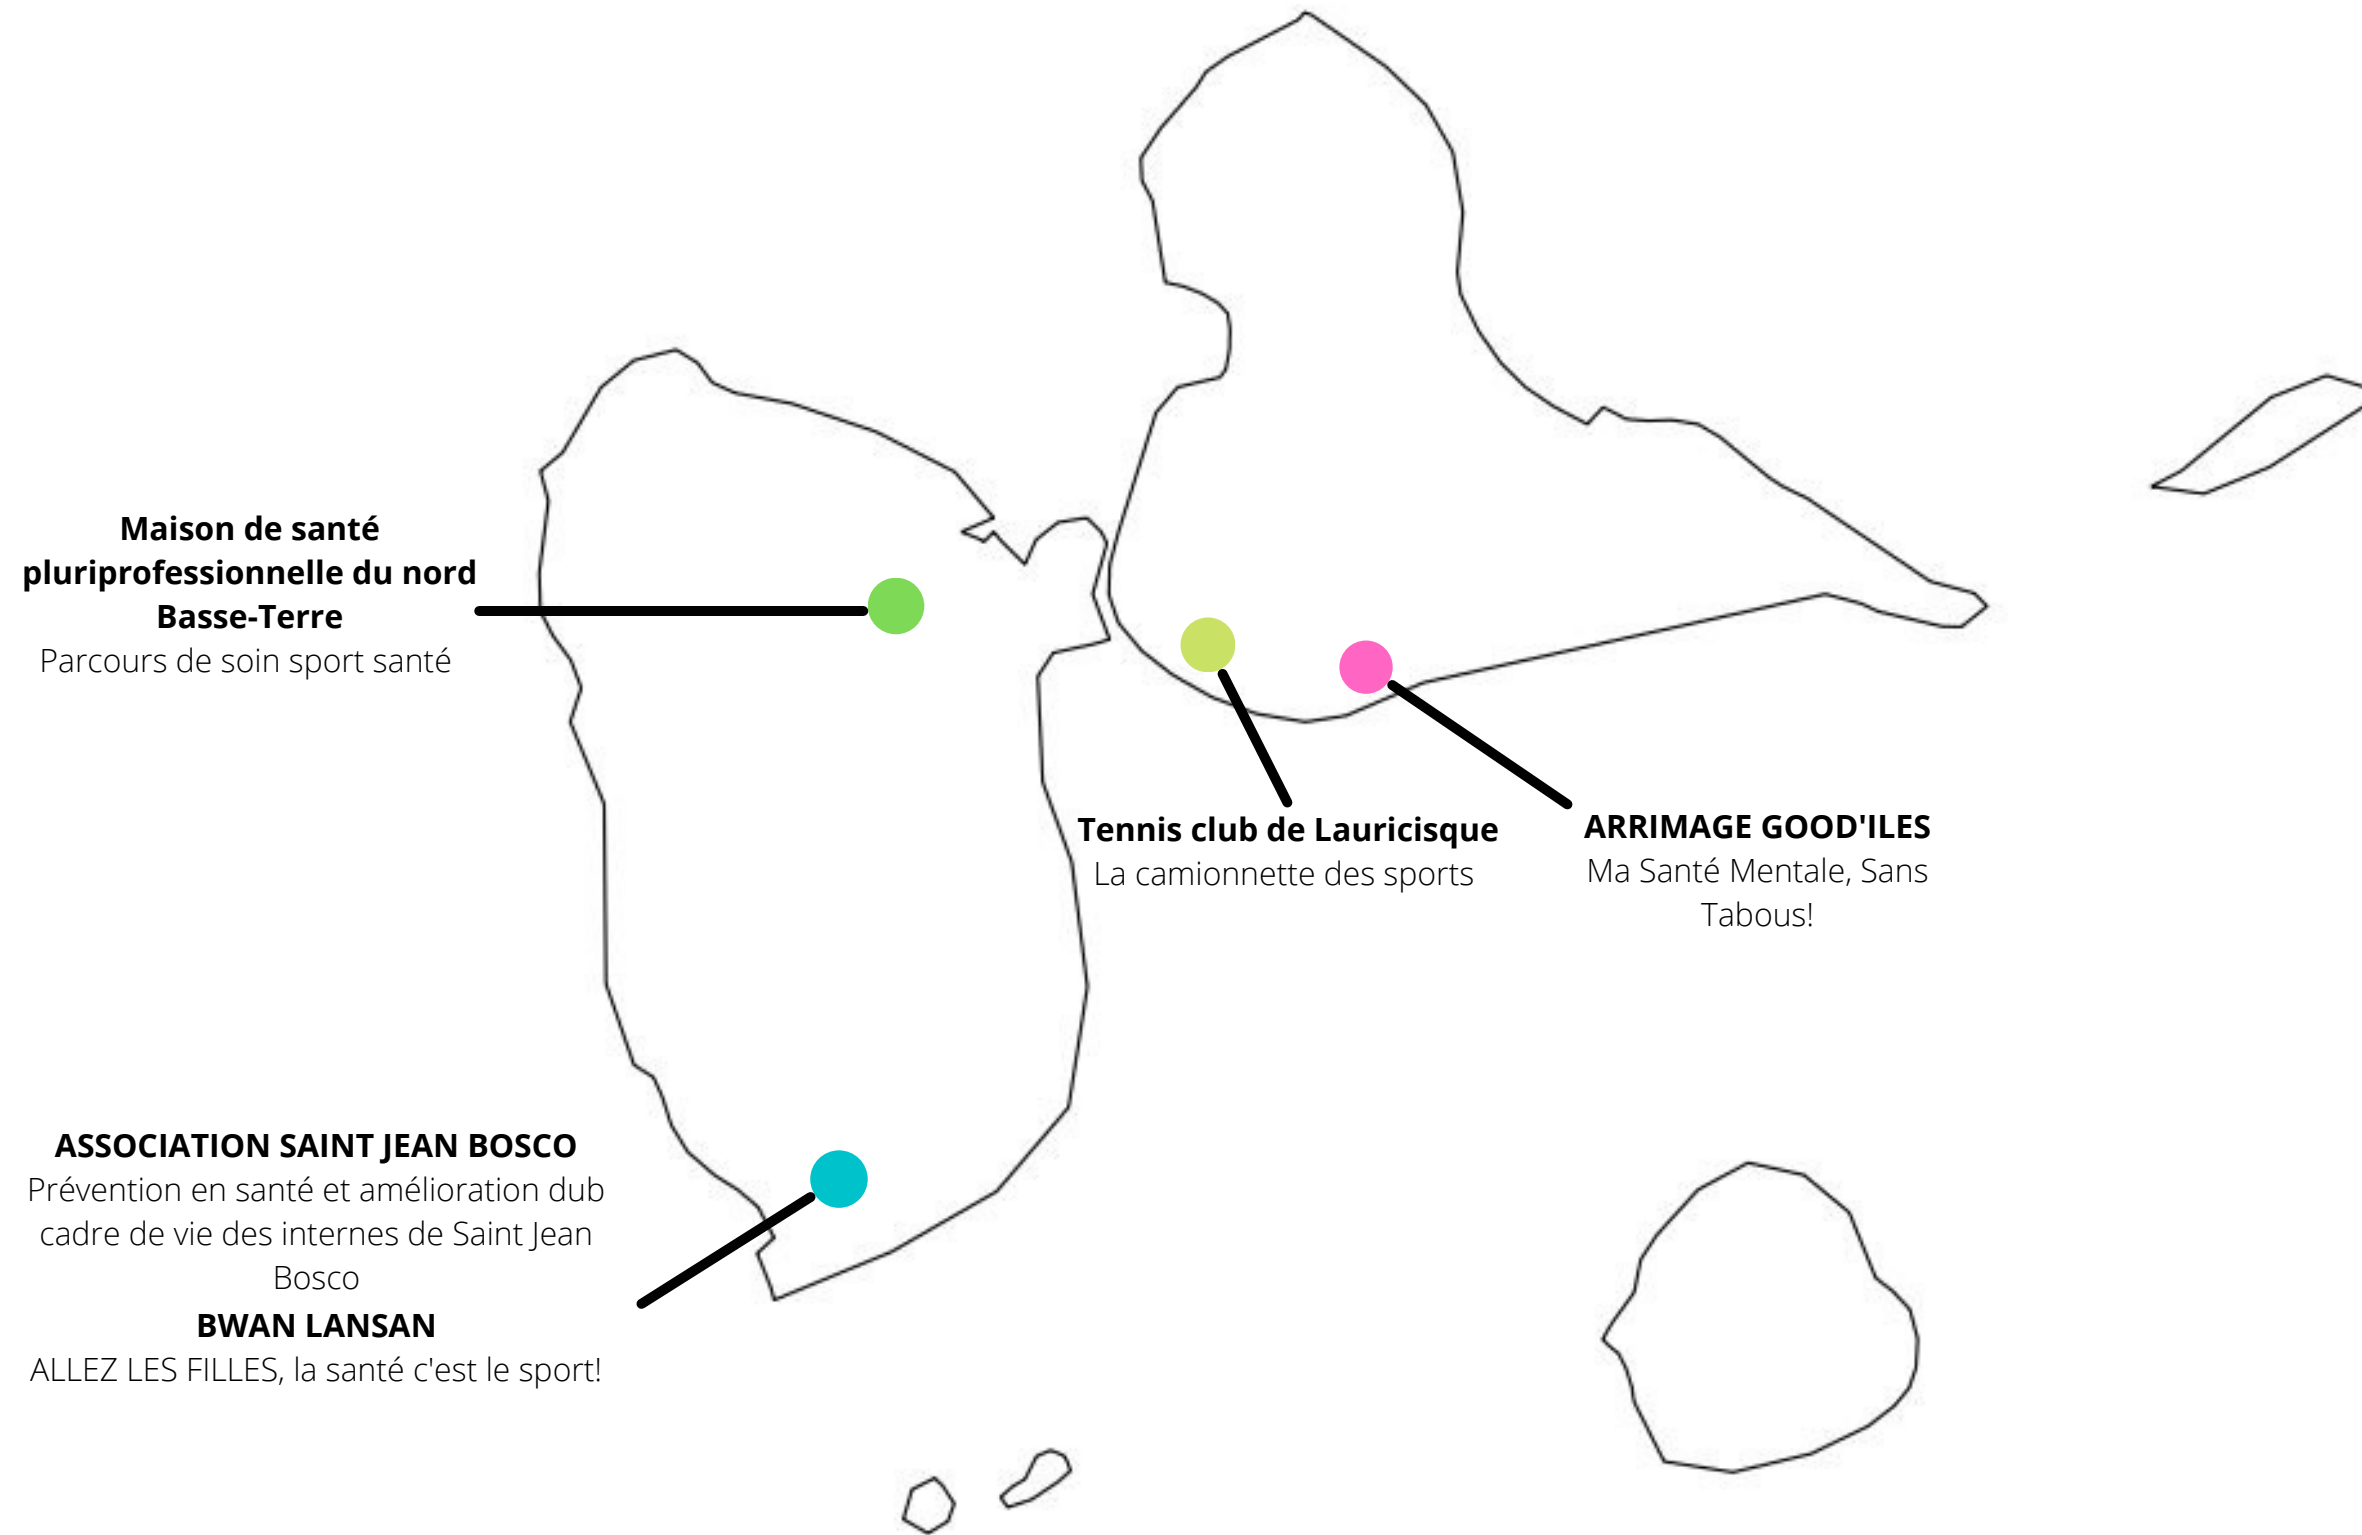 Maison de santé
pluriprofessionnelle du nord
Basse-Terre
Parcours de soin sport santé
Tennis club de Lauricisque
La camionnette des sports
ARRIMAGE GOOD'ILES
Ma Santé Mentale, Sans
Tabous!
ASSOCIATION SAINT JEAN BOSCO
Prévention en santé et amélioration dub
cadre de vie des internes de Saint Jean
Bosco
BWAN LANSAN
ALLEZ LES FILLES, la santé c'est le sport!